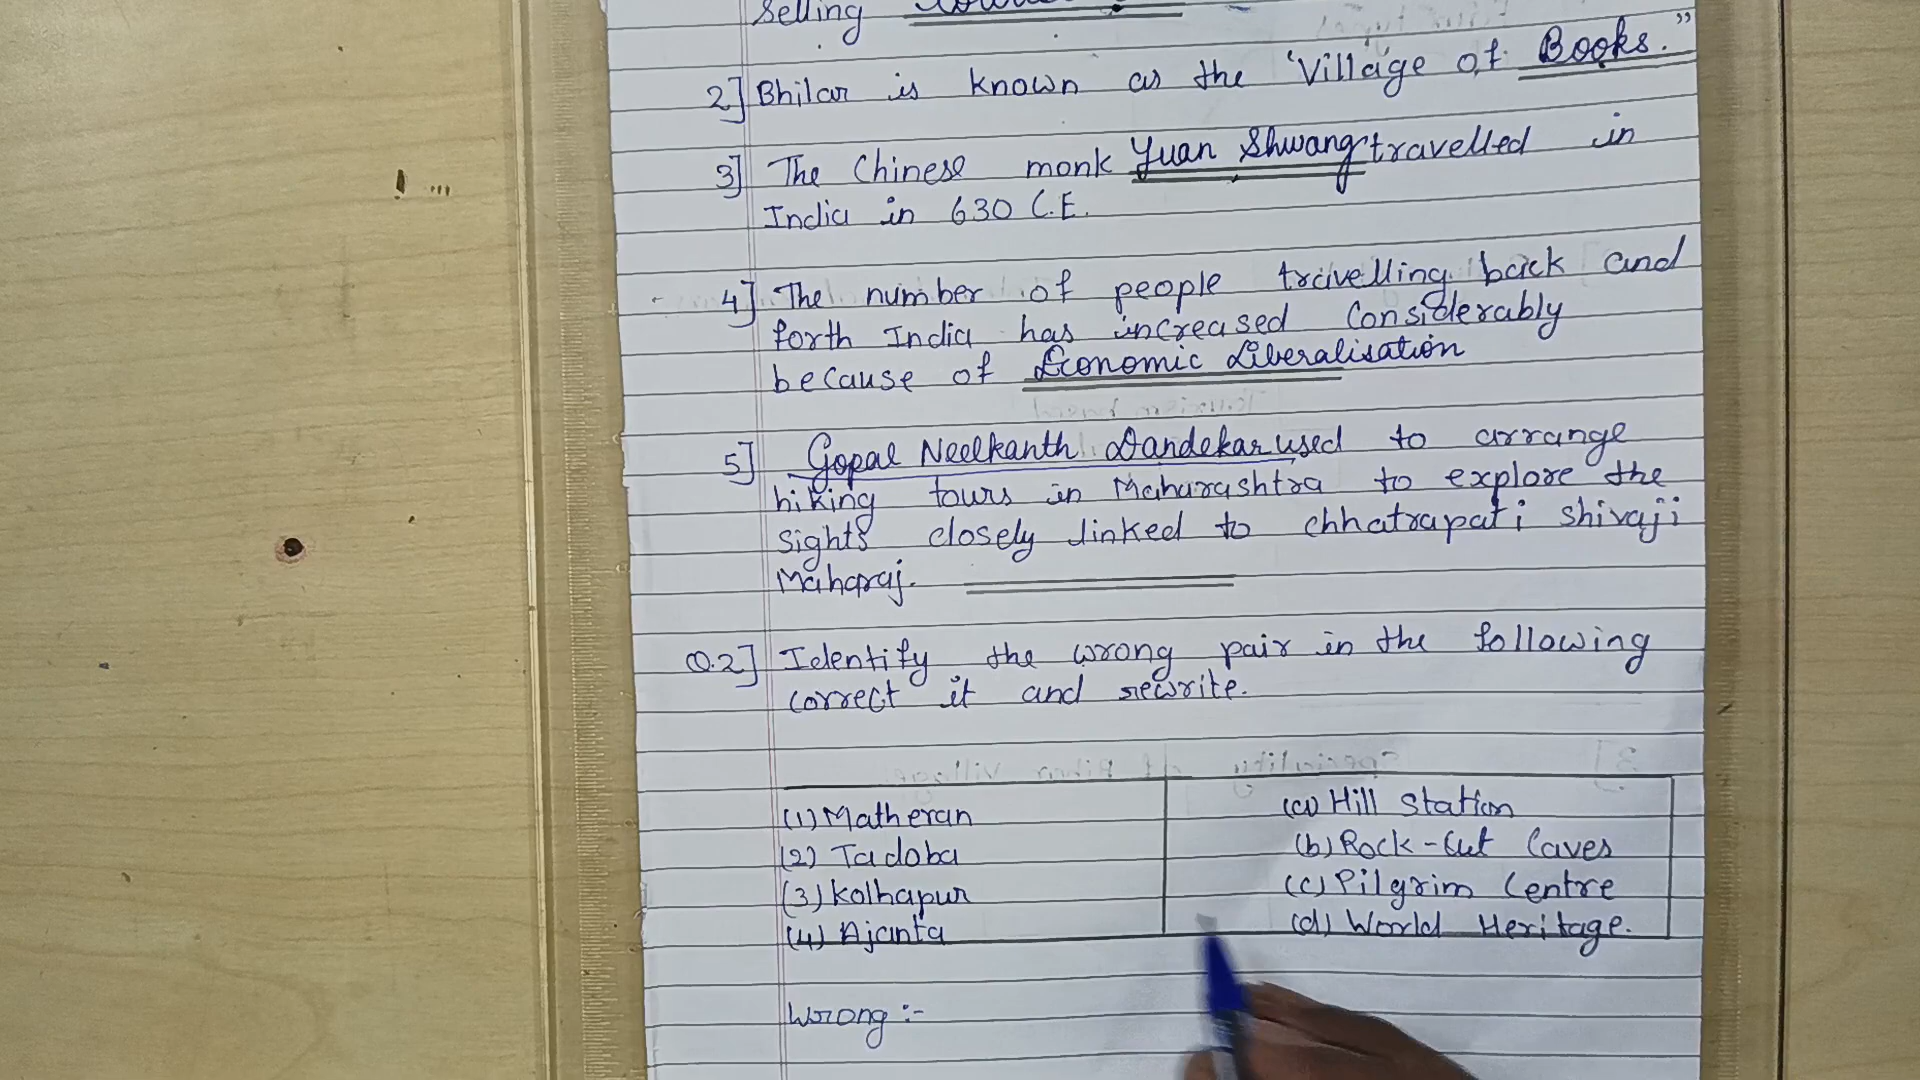 Selling
2] Bhilar is known as the 'Village of Books."
3] The Chinese monk Yuan Shwang travelled in
India in 630 C.E.
4] The number of people travelling back and
forth India has increased Considerably
because of Economic Liberalisation
5] Gopal Neelkanth Dandekar used to arrange
hiking tours in Maharashtra to explore the
sights closely linked to chhatrapati shivaji
Maharaj.
Q.2] Identify the wrong pair in the following
correct it and rewrite.
(1) Matheran (a) Hill Station
(2) Tadoba (b) Rock-Cut Caves
(3) Kolhapur (c) Pilgrim Centre
(4) Ajanta (d) World Heritage.
Wrong :-